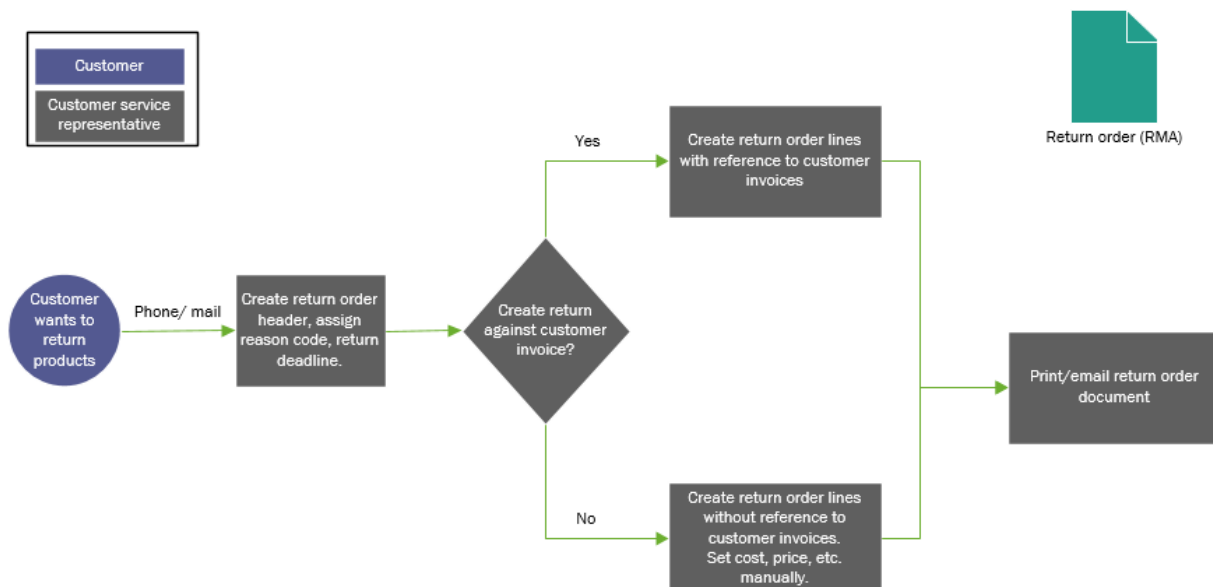 Customer
Customer service
representative
Return order (RMA)
Yes
Create return order lines
with reference to customer
invoices
Customer
wants to
return
products
Phone/ mail
Create return order
header, assign
reason code, return
deadline.
Create return
against customer
invoice?
Print/email return order
document
No
Create return order lines
without reference to
customer invoices.
Set cost, price, etc.
manually.